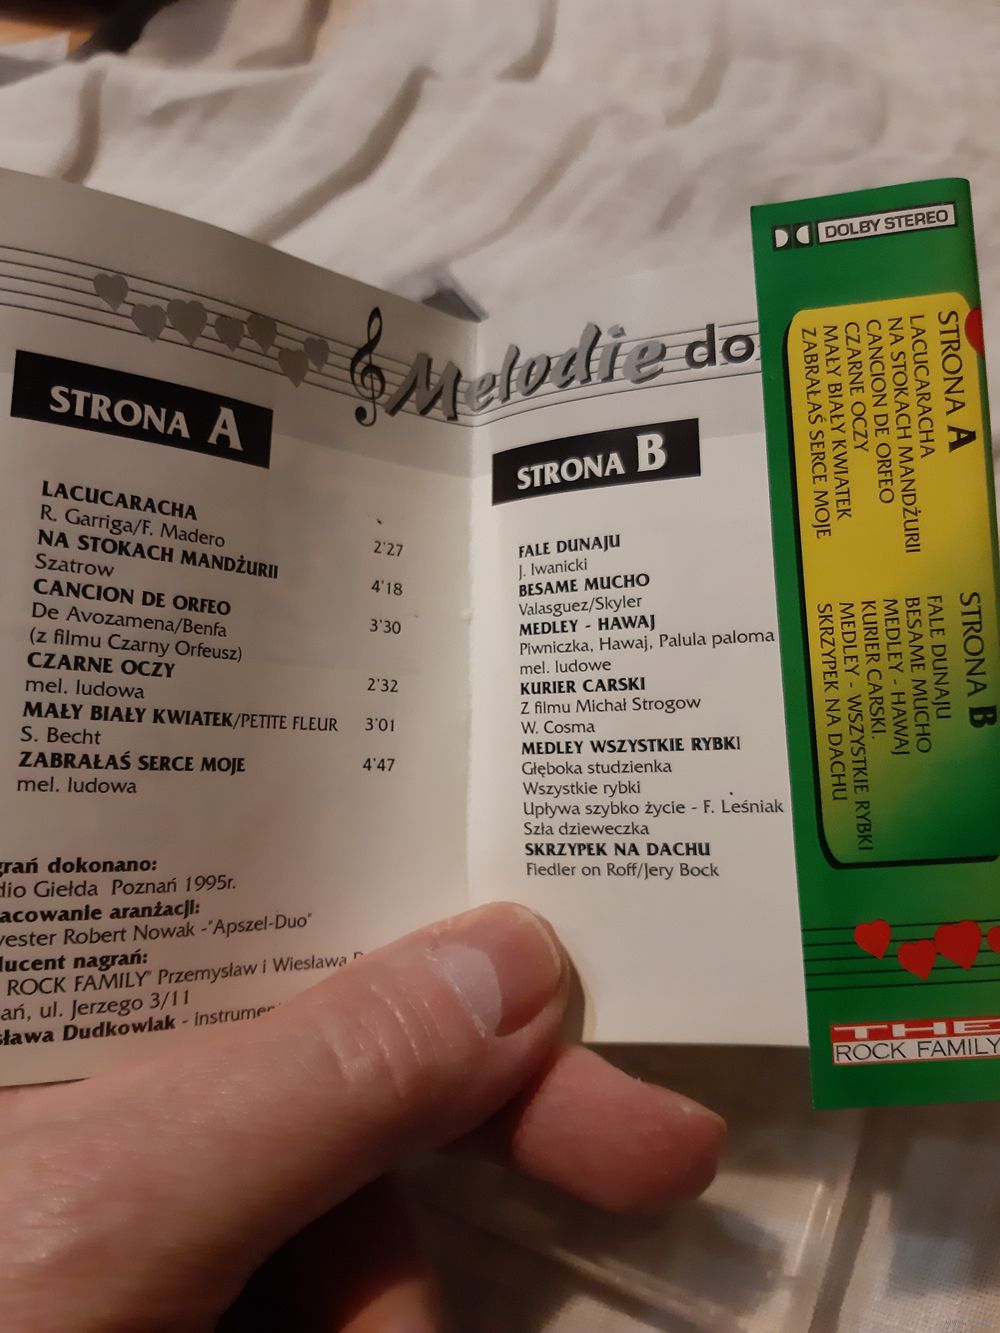 Melodie do
STRONA A
LACUCARACHA
R. Garriga/F. Madero 2'27
NA STOKACH MANDŻURII
Szatrow 4'18
CANCION DE ORFEO
De Avozamena/Benfa 3'30
(z filmu Czarny Orfeusz)
CZARNE OCZY
mel. ludowa 2'32
MAŁY BIAŁY KWIATEK/PETITE FLEUR 3'01
S. Becht
ZABRAŁAŚ SERCE MOJE 4'47
mel. ludowa
grań dokonano:
dio Giełda Poznań 1995r.
acowanie aranżacji:
vester Robert Nowak -"Apszel-Duo"
ducent nagrań:
ROCK FAMILY" Przemysław i Wiesława
ań, ul. Jerzego 3/11
sława Dudkowiak - instrumen
STRONA B
FALE DUNAJU
J. Iwanicki
BESAME MUCHO
Valasguez/Skyler
MEDLEY - HAWAJ
Piwniczka, Hawaj, Palula paloma
mel. ludowe
KURIER CARSKI
Z filmu Michał Strogow
W. Cosma
MEDLEY WSZYSTKIE RYBKI
Głęboka studzienka
Wszystkie rybki
Upływa szybko życie - F. Leśniak
Szła dzieweczka
SKRZYPEK NA DACHU
Fiedler on Roff/Jery Bock
DOLBY STEREO
STRONA A
LACUCARACHA
NA STOKACH MANDŻURII
CANCION DE ORFEO
CZARNE OCZY
MAŁY BIAŁY KWIATEK
ZABRAŁAŚ SERCE MOJE
STRONA B
FALE DUNAJU
BESAME MUCHO
MEDLEY - HAWAJ
KURIER CARSKI.
MEDLEY - WSZYSTKIE RYBKI
SKRZYPEK NA DACHU
THE
ROCK FAMILY